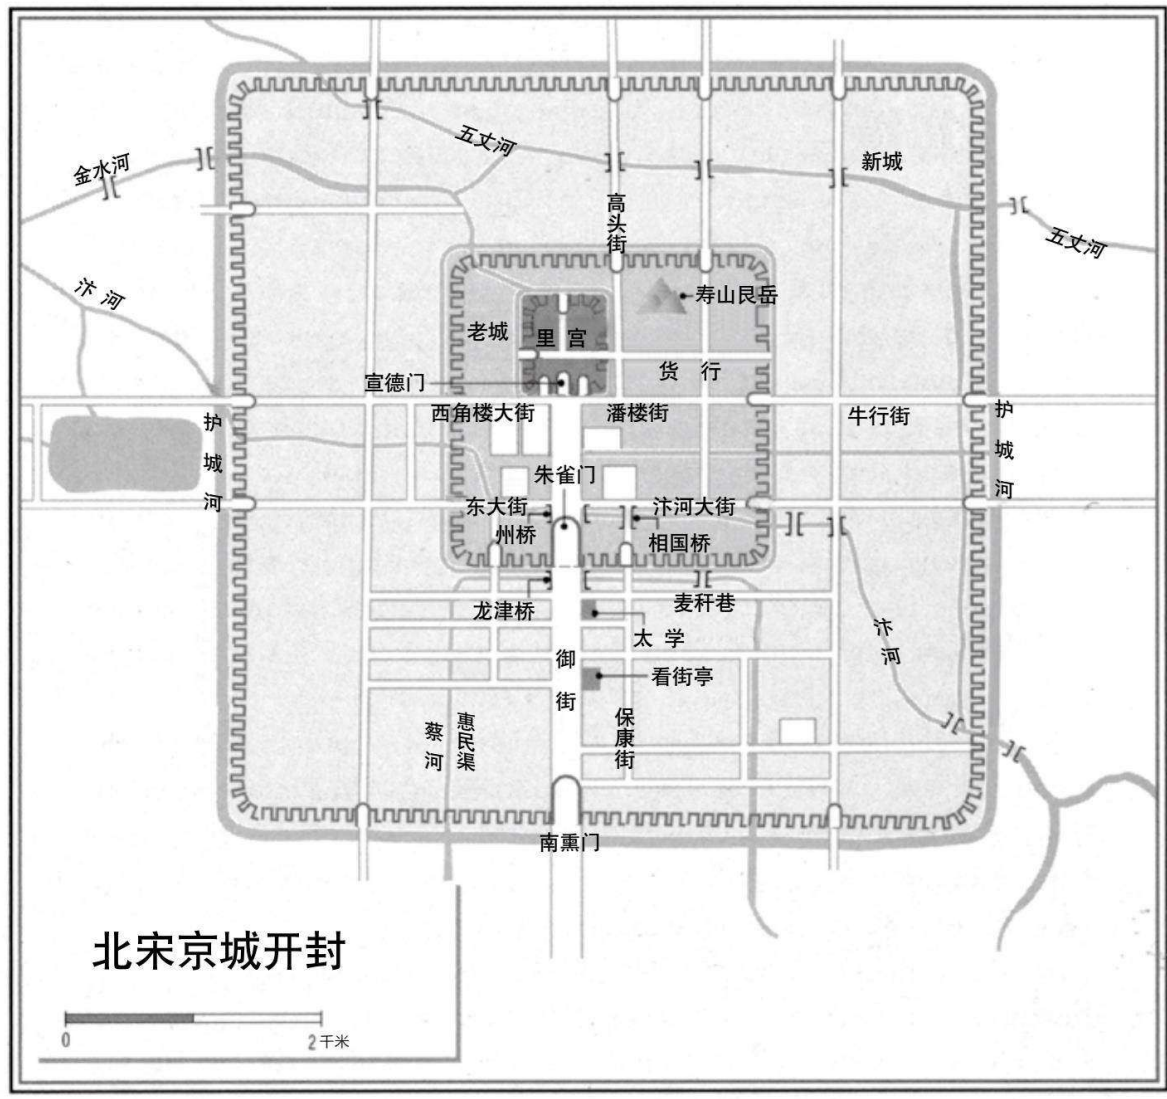 五丈河
金水河
新城
高头街
五丈河
汴河
寿山艮岳
老城
里宫
货行
宣德门
西角楼大街
潘楼街
牛行街
护城河
护城河
朱雀门
东大街
汴河大街
州桥
相国桥
龙津桥
麦秆巷
太学
汴河
御街
看街亭
保康街
惠民渠
蔡河
南熏门
北宋京城开封
0
2千米